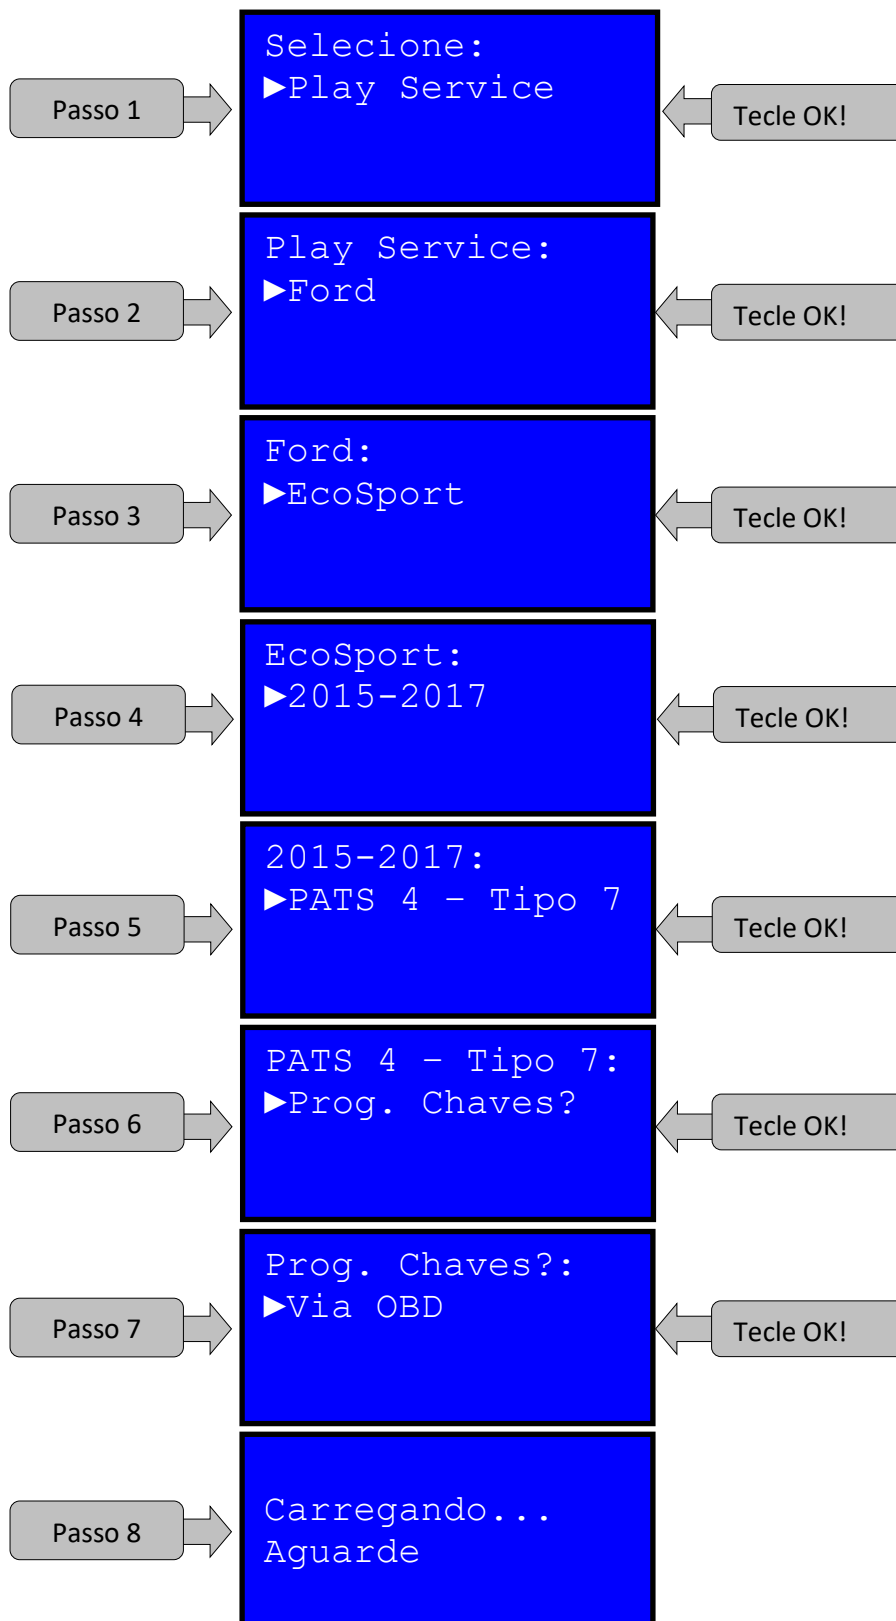 Selecione:
Passo 1
►Play Service
Tecle OK!
Play Service:
Passo 2
►Ford
Tecle OK!
Ford:
Passo 3
►EcoSport
Tecle OK!
EcoSport:
Passo 4
►2015-2017
Tecle OK!
2015-2017:
Passo 5
►PATS 4 – Tipo 7
Tecle OK!
PATS 4 – Tipo 7:
Passo 6
►Prog. Chaves?
Tecle OK!
Prog. Chaves?:
Passo 7
►Via OBD
Tecle OK!
Passo 8
Carregando...
Aguarde